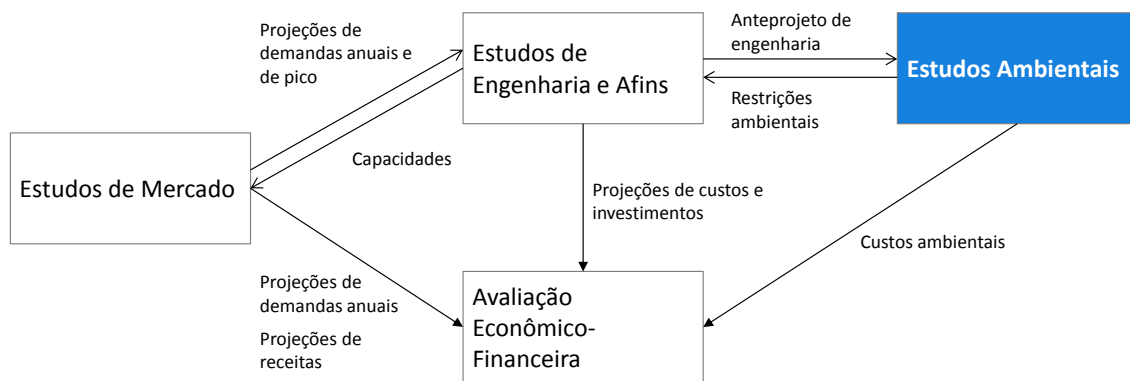 Projeções de
demandas anuais e
de pico
Estudos de
Engenharia e Afins
Anteprojeto de
engenharia
Estudos Ambientais
Restrições
ambientais
Capacidades
Estudos de Mercado
Projeções de custos e
investimentos
Custos ambientais
Projeções de
demandas anuais
Projeções de
receitas
Avaliação
Econômico-
Financeira